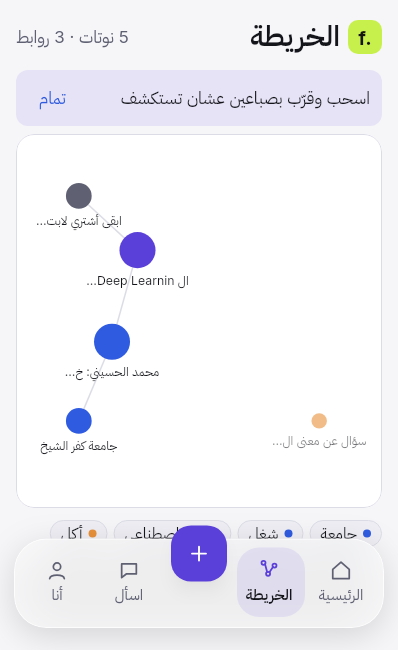 f. الخريطة
5 نوتات · 3 روابط
اسحب وقرّب بصباعين عشان تستكشف
تمام
ابقى أشتري لابت...
ال Deep Learnin...
محمد الحسيني: خ...
جامعة كفر الشيخ
سؤال عن معنى ال...
جامعة
شغل
أكل
الرئيسية
الخريطة
+
اسأل
أنا